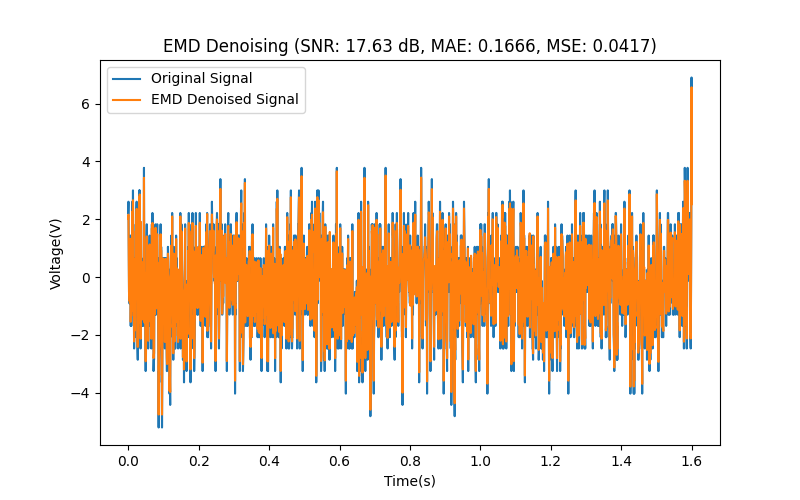 EMD Denoising (SNR: 17.63 dB, MAE: 0.1666, MSE: 0.0417)
Original Signal
EMD Denoised Signal
Voltage(V)
6
4
2
0
−2
−4
0.0 0.2 0.4 0.6 0.8 1.0 1.2 1.4 1.6
Time(s)